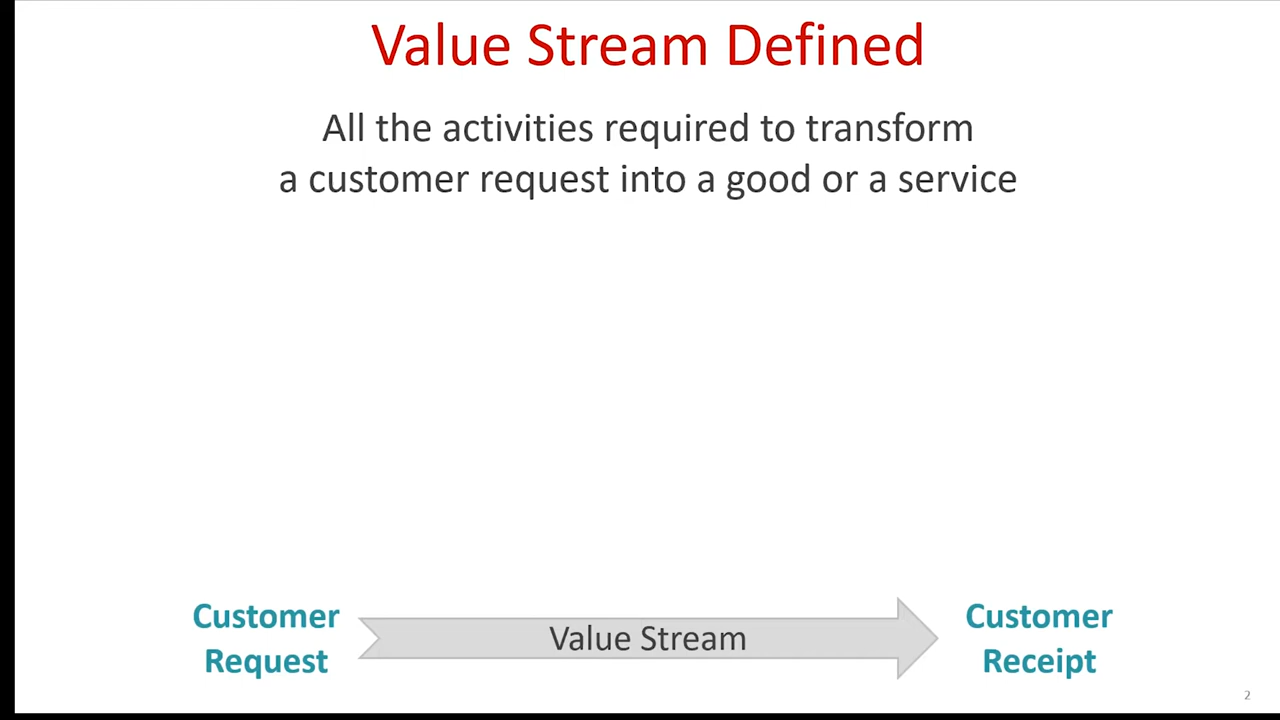 Value Stream Defined
All the activities required to transform
a customer request into a good or a service
Customer
Request
Value Stream
Customer
Receipt
2